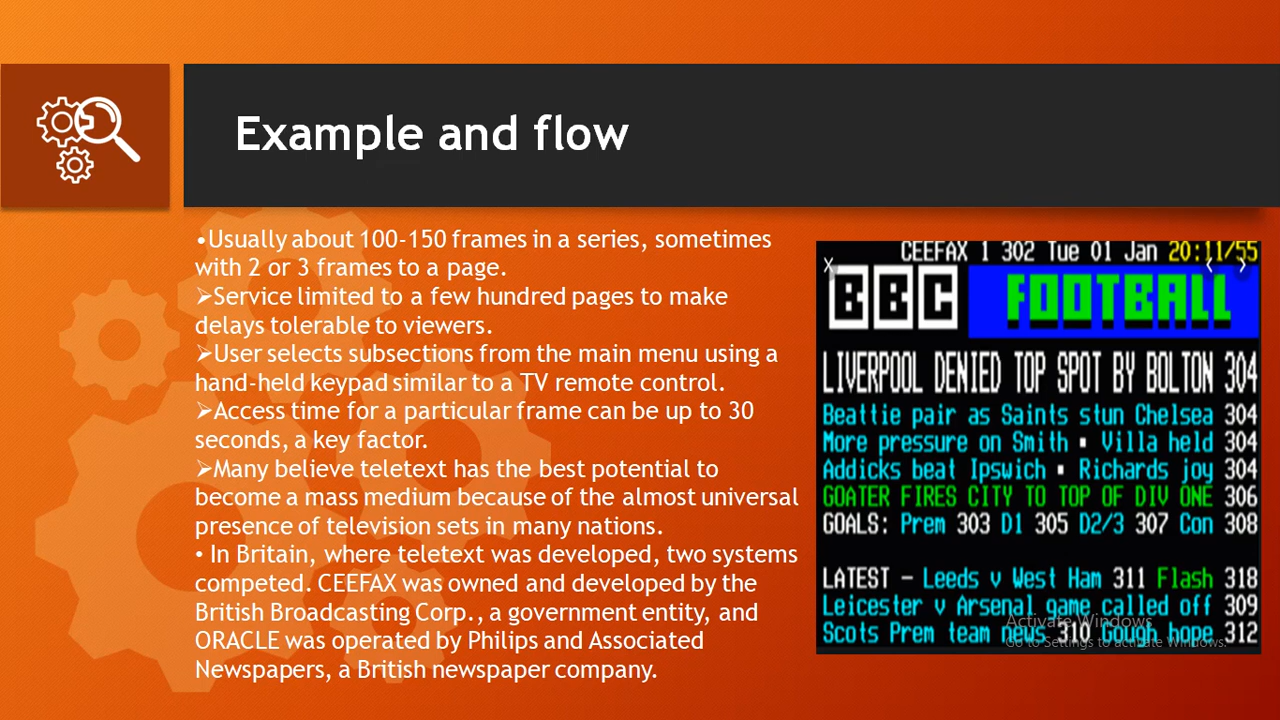 Example and flow
•Usually about 100-150 frames in a series, sometimes
with 2 or 3 frames to a page.
➢Service limited to a few hundred pages to make
delays tolerable to viewers.
➢User selects subsections from the main menu using a
hand-held keypad similar to a TV remote control.
➢Access time for a particular frame can be up to 30
seconds, a key factor.
➢Many believe teletext has the best potential to
become a mass medium because of the almost universal
presence of television sets in many nations.
• In Britain, where teletext was developed, two systems
competed. CEEFAX was owned and developed by the
British Broadcasting Corp., a government entity, and
ORACLE was operated by Philips and Associated
Newspapers, a British newspaper company.
CEEFAX 1 302 Tue 01 Jan 20:11/55
BBC FOOTBALL
LIVERPOOL DENIED TOP SPOT BY BOLTON 304
Beattie pair as Saints stun Chelsea 304
More pressure on Smith ▪ Villa held 304
Addicks beat Ipswich ▪ Richards joy 304
GOATER FIRES CITY TO TOP OF DIV ONE 306
GOALS: Prem 303 D1 305 D2/3 307 Con 308
LATEST – Leeds v West Ham 311 Flash 318
Leicester v Arsenal game called off 309
Scots Prem team news 310 Gough hope 312
Activate Windows
Go to Settings to activate Windows.